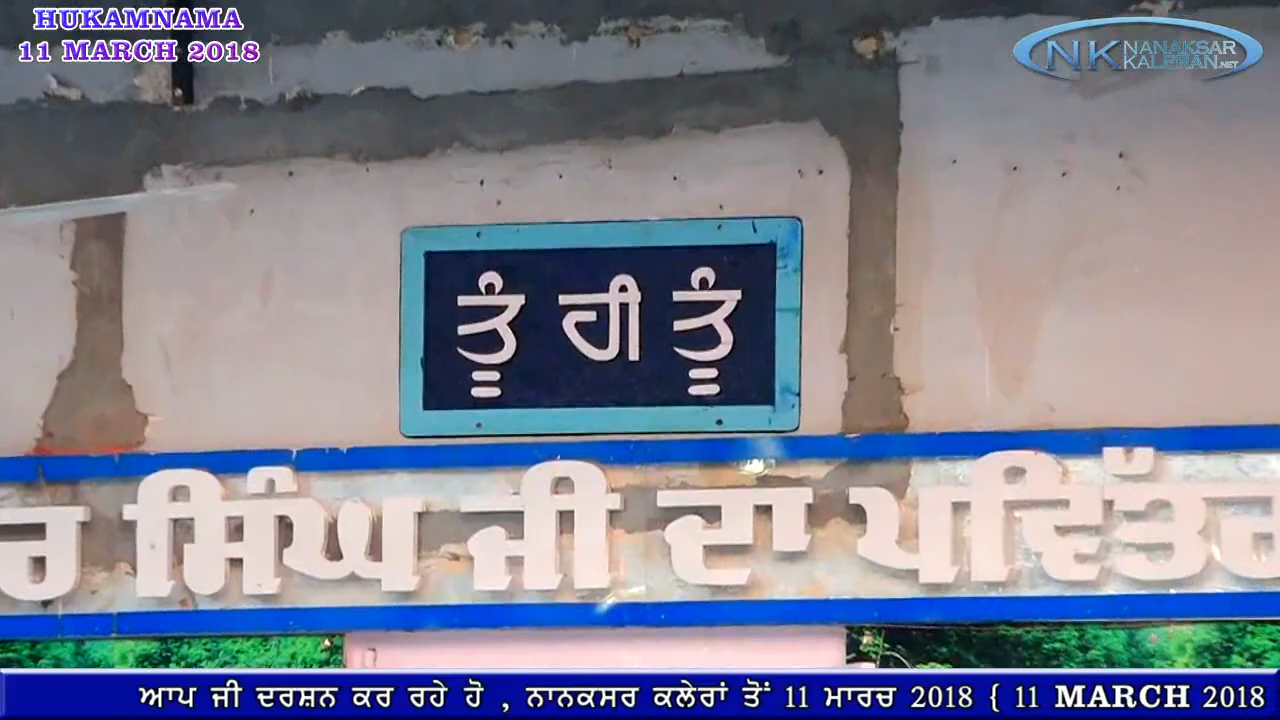 HUKAMNAMA
11 MARCH 2018
NK NANAKSAR
KALERAN.NET
ਤੂੰ ਹੀ ਤੂੰ
ਸਿੰਘ ਜੀ ਦਾ ਪਵਿੱਤਰ
ਆਪ ਜੀ ਦਰਸ਼ਨ ਕਰ ਰਹੇ ਹੋ , ਨਾਨਕਸਰ ਕਲੇਰਾਂ ਤੋਂ 11 ਮਾਰਚ 2018 { 11 MARCH 2018